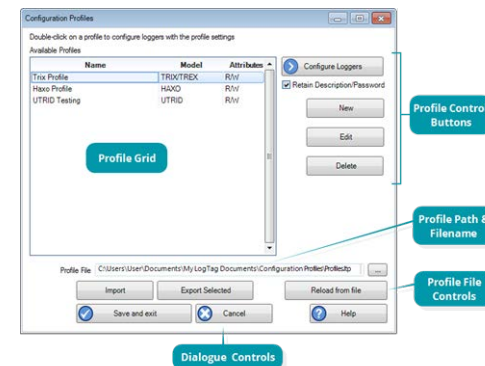 Configuration Profiles
Double-click on a profile to configure loggers with the profile settings
Available Profiles
Name Model Attributes
Trix Profile TRIX/TREX R/W
Haxo Profile HAXO R/W
UTRID Testing UTRID R/W
Configure Loggers
Retain Description/Password
New
Edit
Delete
Profile Control
Buttons
Profile Grid
Profile Path &
Filename
Profile File C:\Users\User\Documents\My LogTag Documents\Configuration Profiles\Profiles.ltp ...
Import Export Selected Reload from file
Profile File
Controls
Save and exit Cancel Help
Dialogue Controls